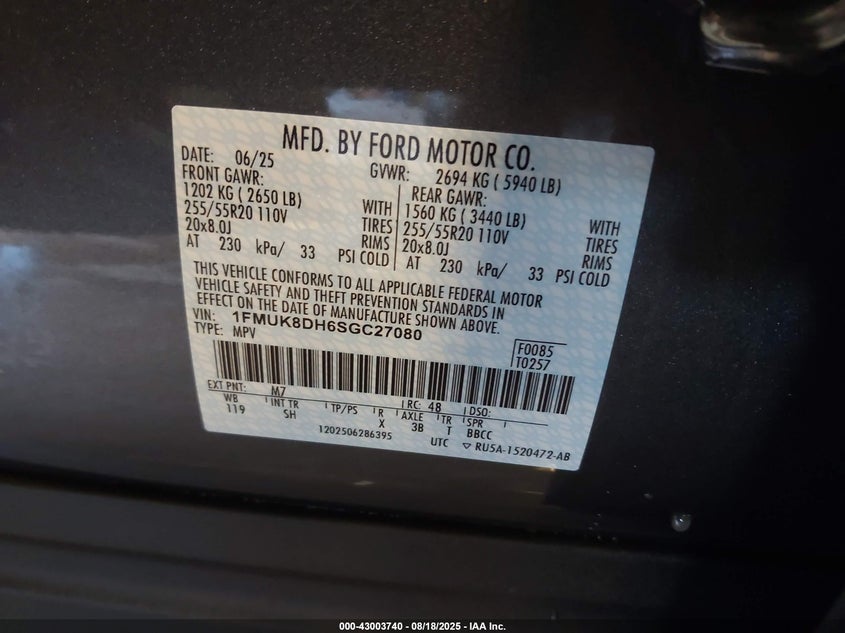 MFD. BY FORD MOTOR CO.
DATE: 06/25 GVWR: 2694 KG ( 5940 LB)
FRONT GAWR: REAR GAWR:
1202 KG ( 2650 LB) WITH 1560 KG ( 3440 LB) WITH
255/55R20 110V TIRES 255/55R20 110V TIRES
20x8.0J RIMS 20x8.0J RIMS
AT 230 kPa/ 33 PSI COLD AT 230 kPa/ 33 PSI COLD
THIS VEHICLE CONFORMS TO ALL APPLICABLE FEDERAL MOTOR
VEHICLE SAFETY AND THEFT PREVENTION STANDARDS IN
EFFECT ON THE DATE OF MANUFACTURE SHOWN ABOVE.
VIN: 1FMUK8DH6SGC27080
TYPE: MPV
F0085
T0257
EXT PNT: M7 RC: 48 DSO:
WB INT TR TP/PS R AXLE TR SPR
119 SH X 3B T BBCC
1202506286395 UTC ▽ RU5A-1520472-AB
000-43003740 - 08/18/2025 - IAA Inc.